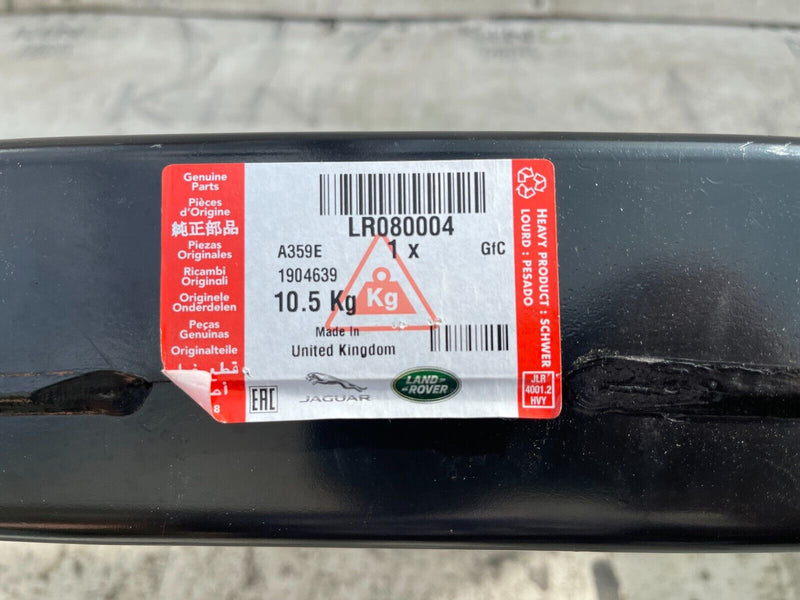 Genuine
Parts
Pièces
d'Origine
純正部品
Piezas
Originales
Ricambi
Originali
Originele
Onderdelen
Peças
Genuinas
Originalteile
8
LR080004
A359E
1 x
GfC
1904639
10.5 Kg
Kg
Made In
United Kingdom
EAC
JAGUAR
LAND-
-ROVER
HEAVY PRODUCT : SCHWER
LOURD : PESADO
JLR
4001.2
HVY